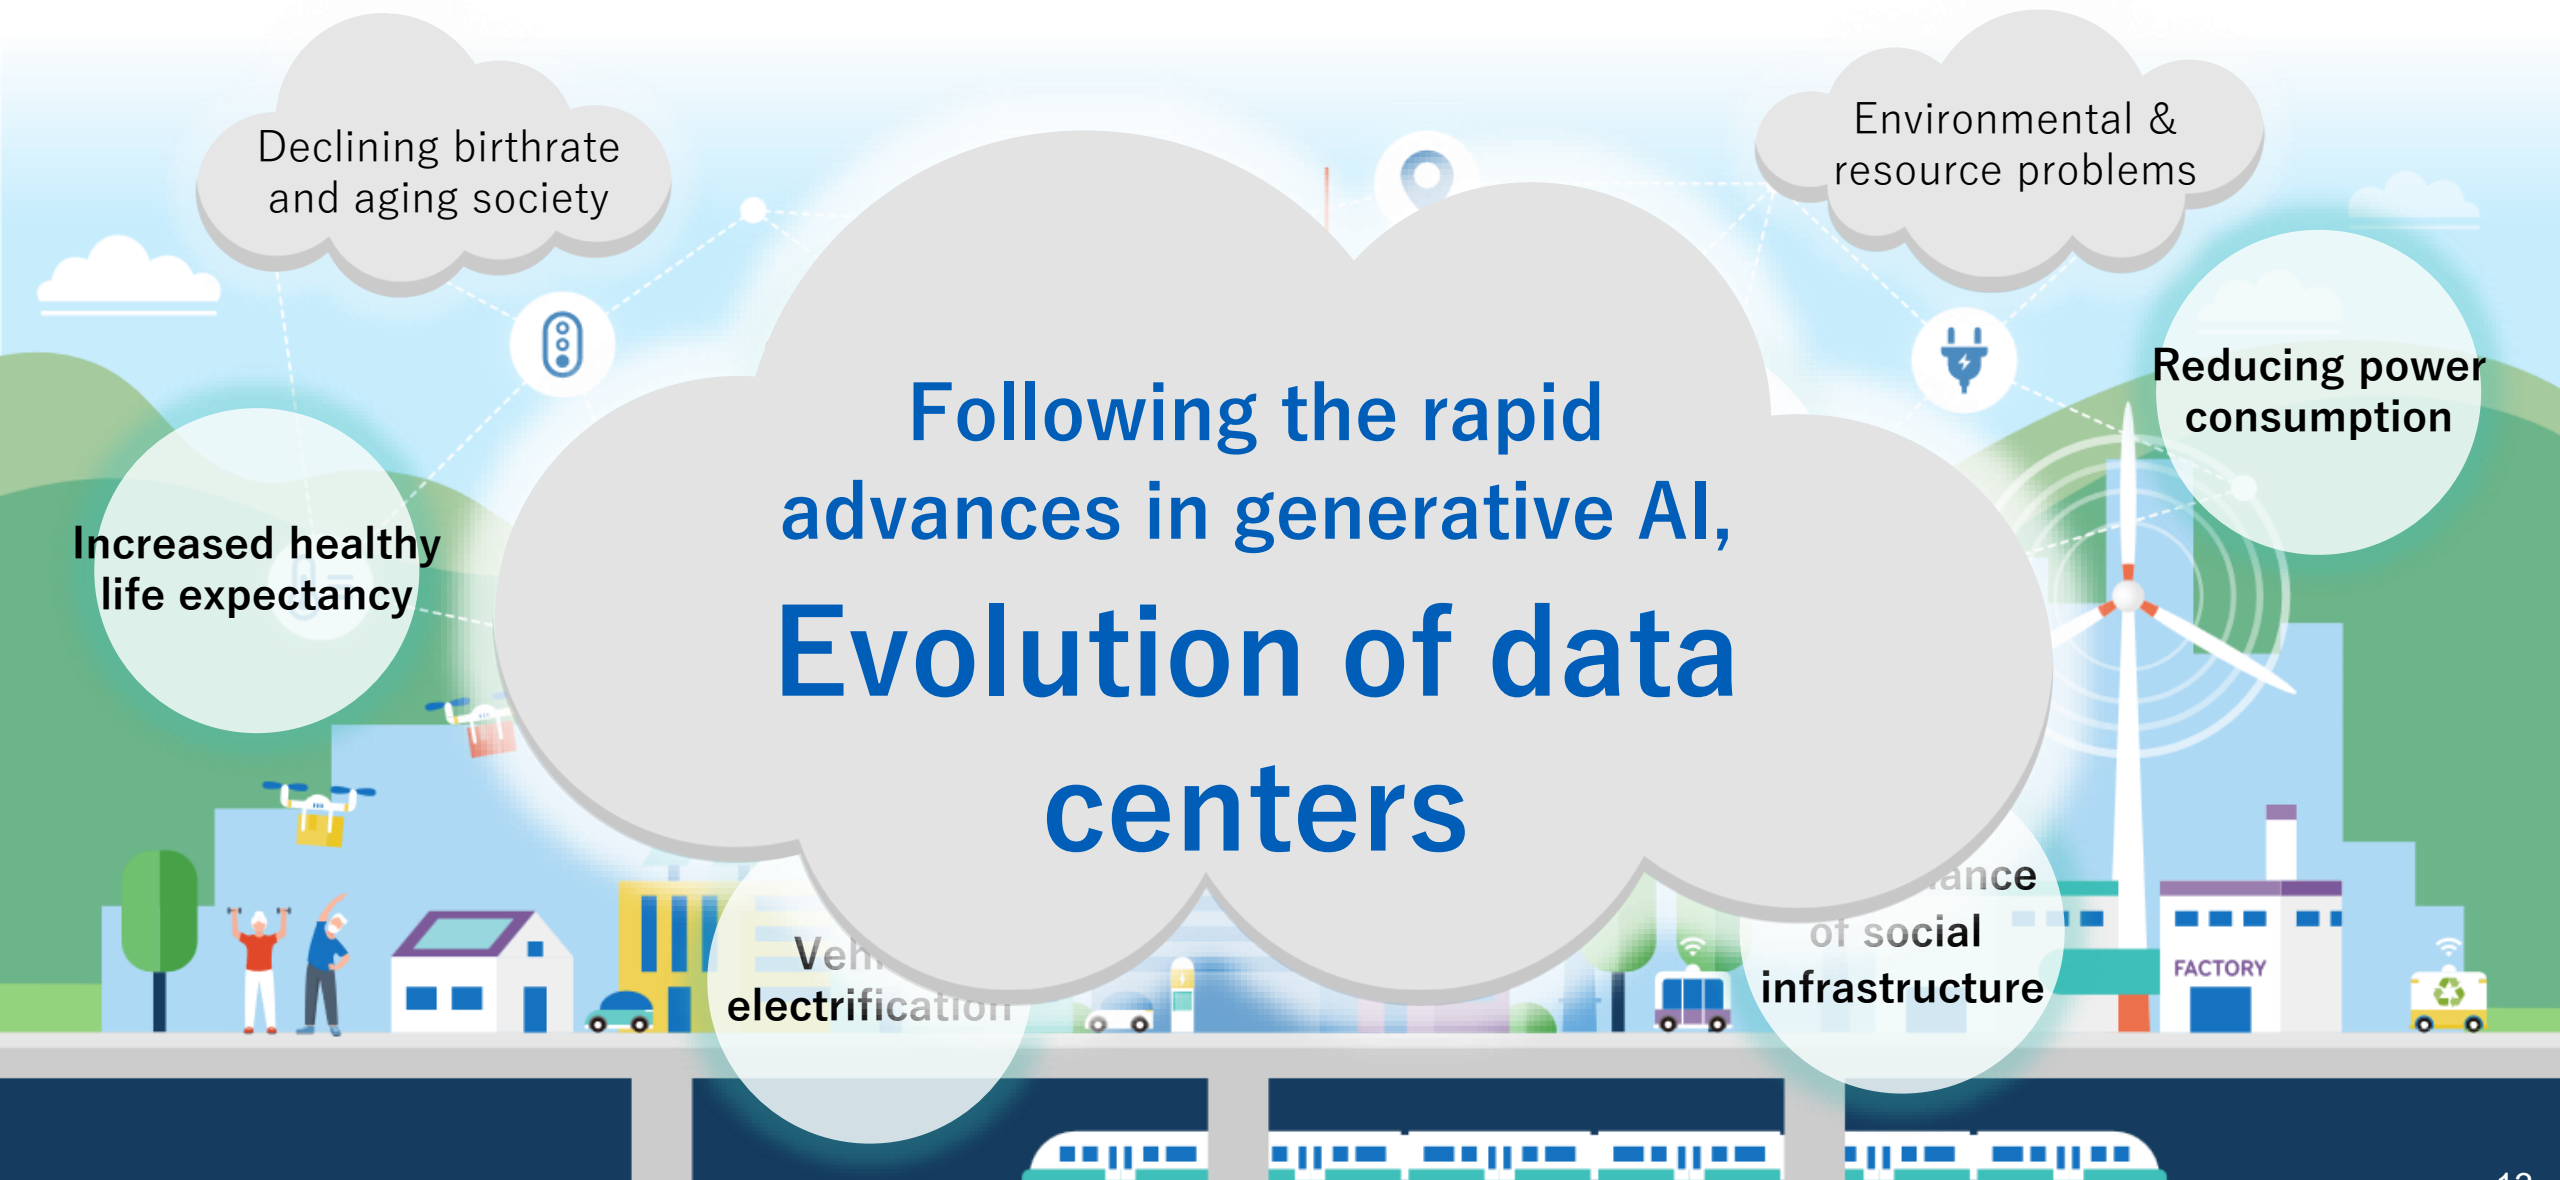 Declining birthrate
and aging society
Environmental &
resource problems
Reducing power
consumption
Increased healthy
life expectancy
Following the rapid
advances in generative AI,
Evolution of data
centers
electrification
of social
infrastructure
FACTORY